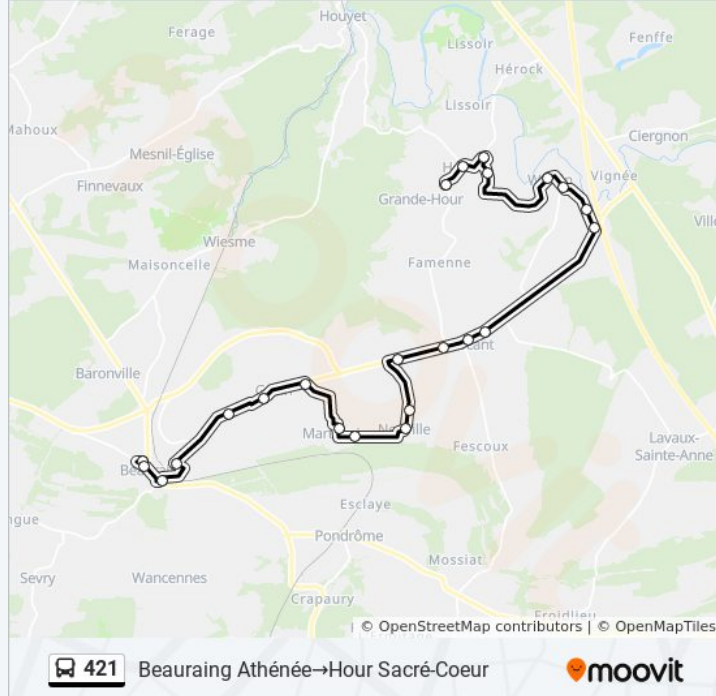 Houyet
Ferage
Lissoir
Fenffe
Hérock
Mahoux
Lissoir
Ciergnon
Mesnil-Église
Vignée
Finnevaux
Grande-Hour
Wiesme
Maisoncelle
Famenne
Baronville
Fescoux
Lavaux-
Sainte-Anne
Esclaye
Pondrôme
Mossiat
Sevry
Wancennes
Crapaury
Froidlieu
© OpenStreetMap contributors | © OpenMapTiles
421 Beauraing Athénée→Hour Sacré-Coeur moovit